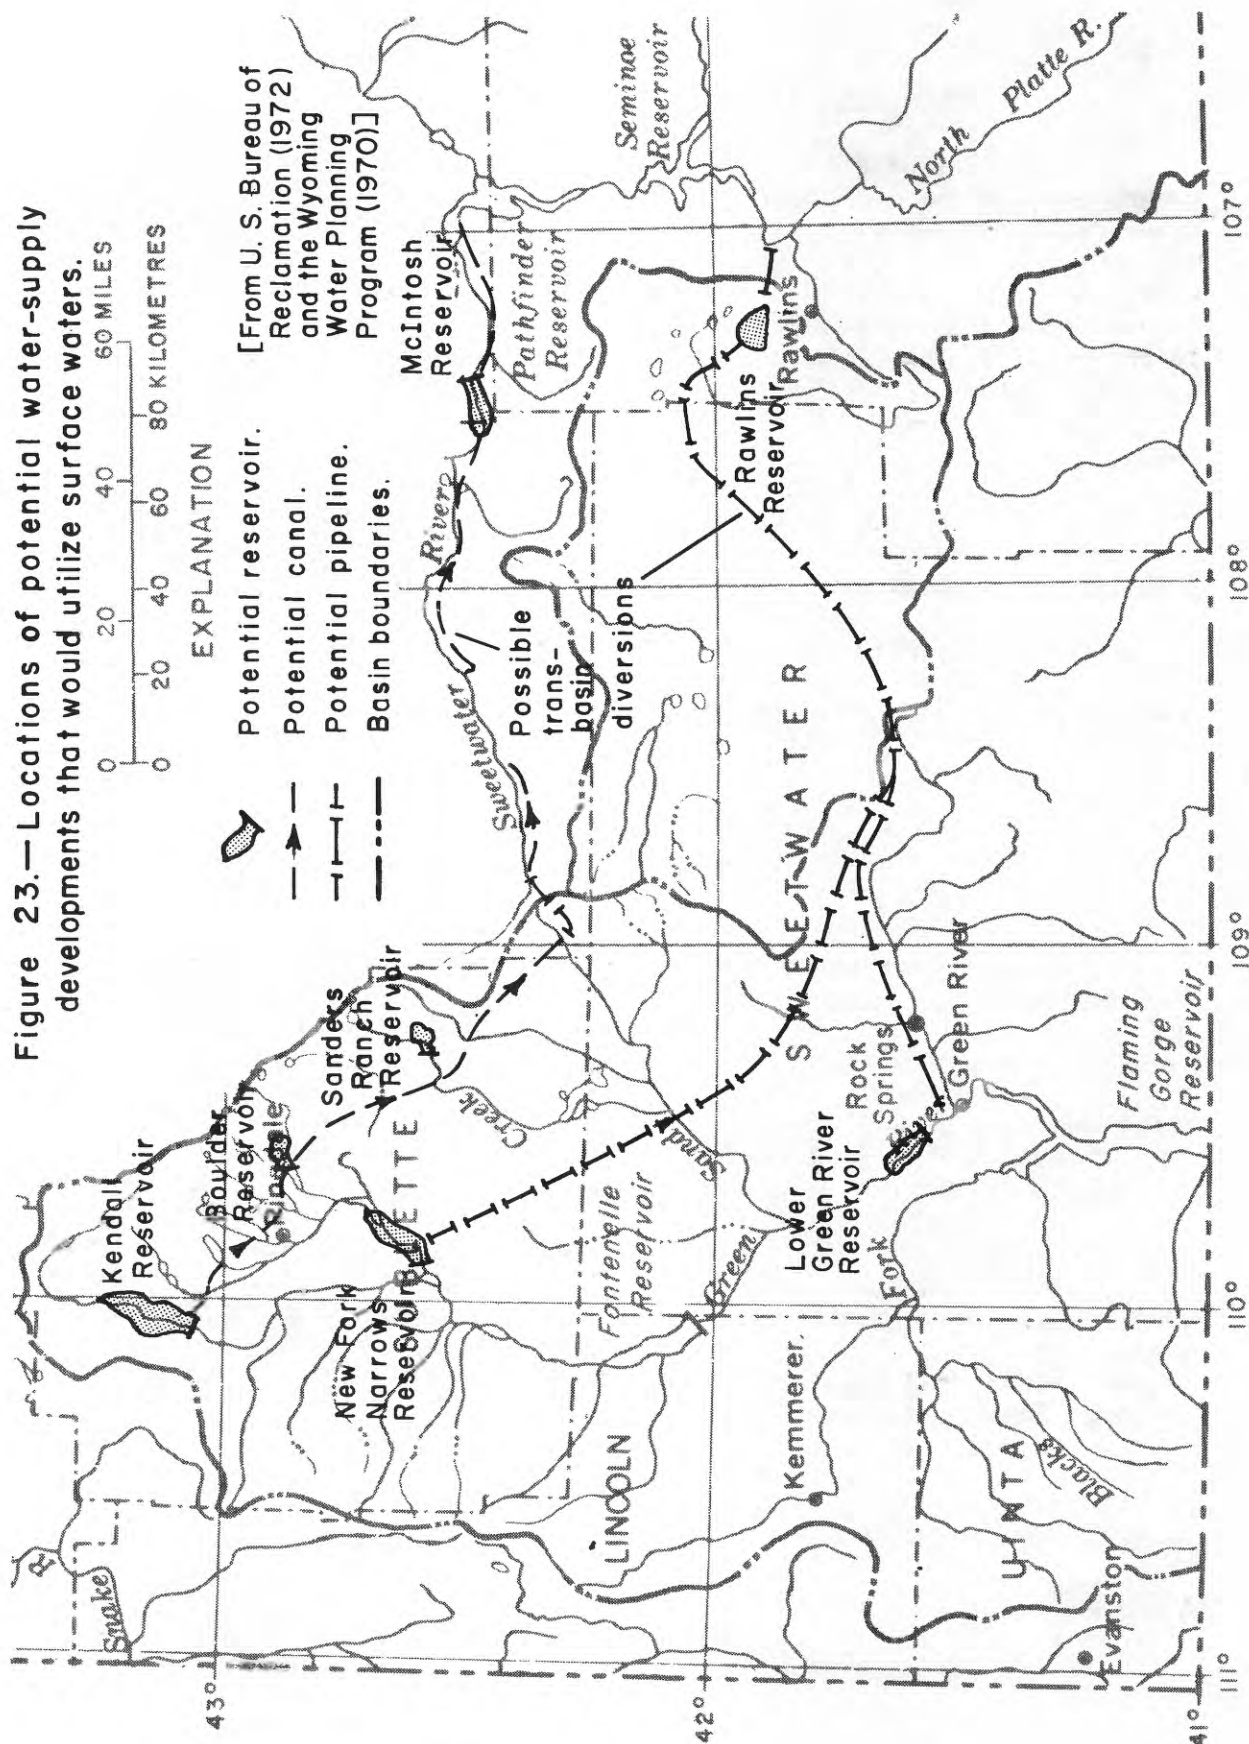 Figure 23.—Locations of potential water-supply
developments that would utilize surface waters.
0 20 40 60 MILES
0 20 40 60 80 KILOMETRES
EXPLANATION
Potential reservoir.
Potential canal.
Potential pipeline.
Basin boundaries.
[From U. S. Bureau of
Reclamation (1972)
and the Wyoming
Water Planning
Program (1970)]
Snake R.
Kendal
Reservoir
Boulder
Reservoir
Pinedale
Sanders
Ranch
Reservoir
New Fork
Narrows
Reservoir
ETTE
Creek
Sweetwater River
McIntosh
Reservoir
Pathfinder
Reservoir
Seminoe
Reservoir
Possible
trans-
basin
diversions
Rawlins
Reservoir
Rawlins
North Platte R.
LINCOLN
Fontenelle
Reservoir
Sand
Green
River
SWEETWATER
Kemmerer
Lower
Green River
Reservoir
Rock
Springs
Green River
Flaming
Gorge
Reservoir
UINTA
Blacks
Fork
Evanston
43°
42°
41°
111°
110°
109°
108°
107°